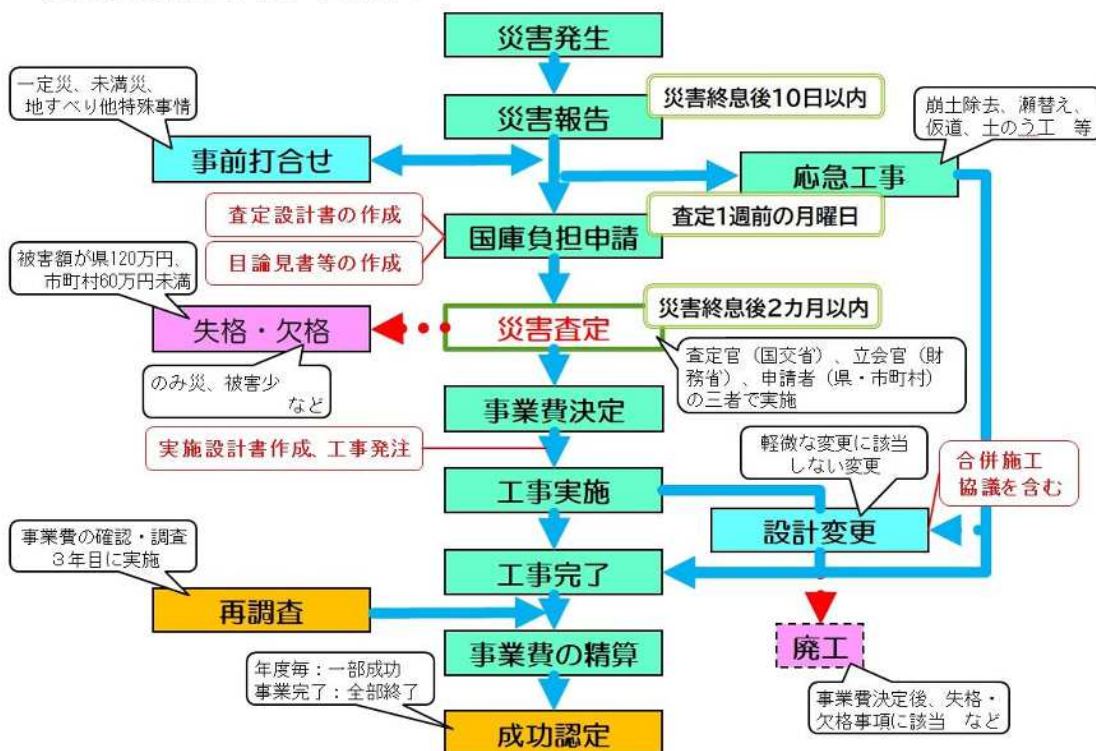 災害発生
一定災、未満災、
地すべり他特殊事情
災害報告
災害終息後10日以内
崩土除去、瀬替え、
仮道、土のう工 等
事前打合せ
応急工事
査定設計書の作成
目論見書等の作成
国庫負担申請
査定1週前の月曜日
被害額が県120万円、
市町村60万円未満
失格・欠格
災害査定
災害終息後2カ月以内
のみ災、被害少
など
査定官（国交省）、立会官（財
務省）、申請者（県・市町村）
の三者で実施
事業費決定
実施設計書作成、工事発注
軽微な変更に該当
しない変更
合併施工
協議を含む
工事実施
設計変更
事業費の確認・調査
３年目に実施
工事完了
再調査
廃工
事業費の精算
年度毎：一部成功
事業完了：全部終了
事業費決定後、失格・
欠格事項に該当 など
成功認定